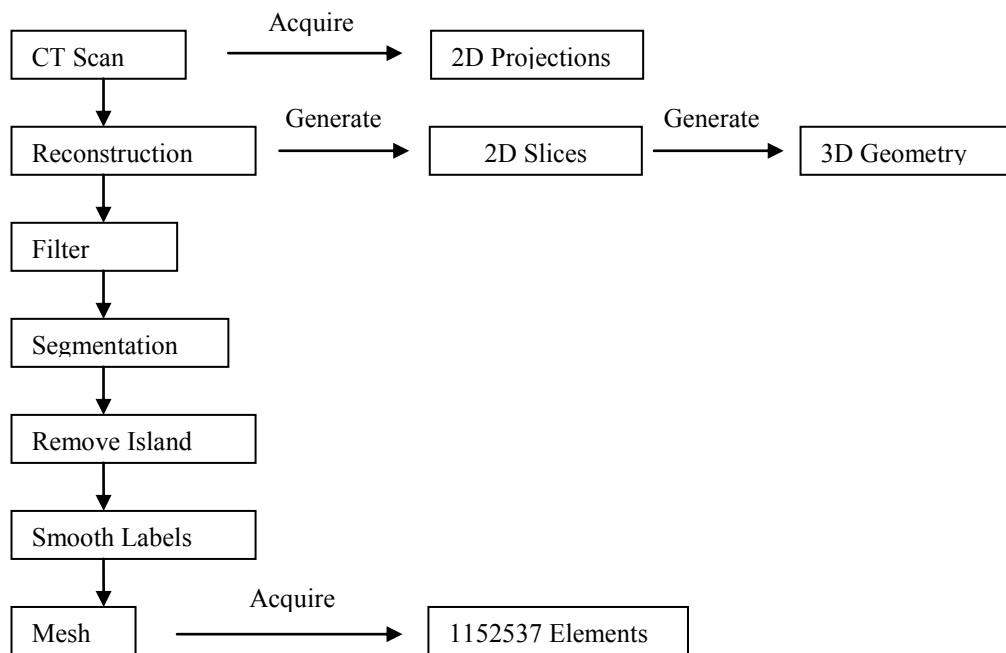 Acquire
CT Scan
2D Projections
Generate
Generate
Reconstruction
2D Slices
3D Geometry
Filter
Segmentation
Remove Island
Smooth Labels
Acquire
Mesh
1152537 Elements